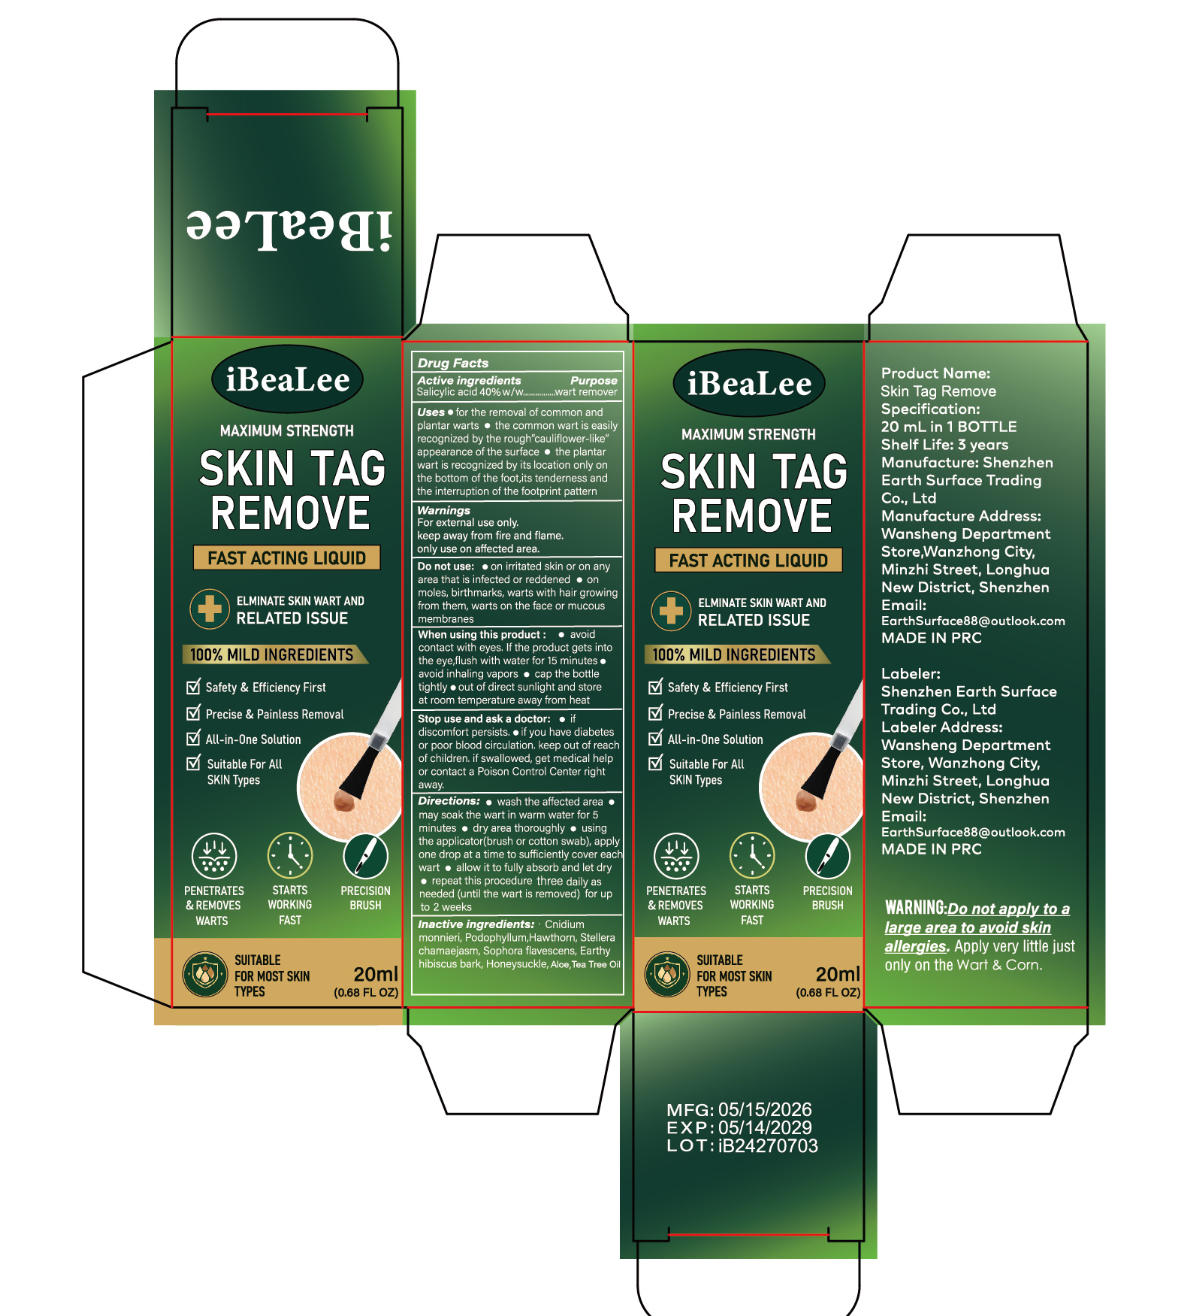 iBeaLee
iBeaLee
MAXIMUM STRENGTH
SKIN TAG
REMOVE
FAST ACTING LIQUID
ELMINATE SKIN WART AND
RELATED ISSUE
100% MILD INGREDIENTS
Safety & Efficiency First
Precise & Painless Removal
All-in-One Solution
Suitable For All
SKIN Types
PENETRATES
& REMOVES
WARTS
STARTS
WORKING
FAST
PRECISION
BRUSH
SUITABLE
FOR MOST SKIN
TYPES
20ml
(0.68 FL OZ)
Drug Facts
Active ingredients Purpose
Salicylic acid 40% w/w...............wart remover
Uses ● for the removal of common and
plantar warts ● the common wart is easily
recognized by the rough"cauliflower-like"
appearance of the surface ● the plantar
wart is recognized by its location only on
the bottom of the foot,its tenderness and
the interruption of the footprint pattern
Warnings
For external use only.
keep away from fire and flame.
only use on affected area.
Do not use: ● on irritated skin or on any
area that is infected or reddened ● on
moles, birthmarks, warts with hair growing
from them, warts on the face or mucous
membranes
When using this product : ● avoid
contact with eyes. If the product gets into
the eye,flush with water for 15 minutes ●
avoid inhaling vapors ● cap the bottle
tightly ● out of direct sunlight and store
at room temperature away from heat
Stop use and ask a doctor: ● if
discomfort persists. ● if you have diabetes
or poor blood circulation. keep out of reach
of children. if swallowed, get medical help
or contact a Poison Control Center right
away.
Directions: ● wash the affected area ●
may soak the wart in warm water for 5
minutes ● dry area thoroughly ● using
the applicator(brush or cotton swab), apply
one drop at a time to sufficiently cover each
wart ● allow it to fully absorb and let dry
● repeat this procedure three daily as
needed (until the wart is removed) for up
to 2 weeks
Inactive ingredients: · Cnidium
monnieri, Podophyllum,Hawthorn, Stellera
chamaejasm, Sophora flavescens, Earthy
hibiscus bark, Honeysuckle, Aloe,Tea Tree Oil
iBeaLee
MAXIMUM STRENGTH
SKIN TAG
REMOVE
FAST ACTING LIQUID
ELMINATE SKIN WART AND
RELATED ISSUE
100% MILD INGREDIENTS
Safety & Efficiency First
Precise & Painless Removal
All-in-One Solution
Suitable For All
SKIN Types
PENETRATES
& REMOVES
WARTS
STARTS
WORKING
FAST
PRECISION
BRUSH
SUITABLE
FOR MOST SKIN
TYPES
20ml
(0.68 FL OZ)
Product Name:
Skin Tag Remove
Specification:
20 mL in 1 BOTTLE
Shelf Life: 3 years
Manufacture: Shenzhen
Earth Surface Trading
Co., Ltd
Manufacture Address:
Wansheng Department
Store,Wanzhong City,
Minzhi Street, Longhua
New District, Shenzhen
Email:
EarthSurface88@outlook.com
MADE IN PRC
Labeler:
Shenzhen Earth Surface
Trading Co., Ltd
Labeler Address:
Wansheng Department
Store, Wanzhong City,
Minzhi Street, Longhua
New District, Shenzhen
Email:
EarthSurface88@outlook.com
MADE IN PRC
WARNING:Do not apply to a
large area to avoid skin
allergies. Apply very little just
only on the Wart & Corn.
MFG: 05/15/2026
EXP: 05/14/2029
LOT: iB24270703